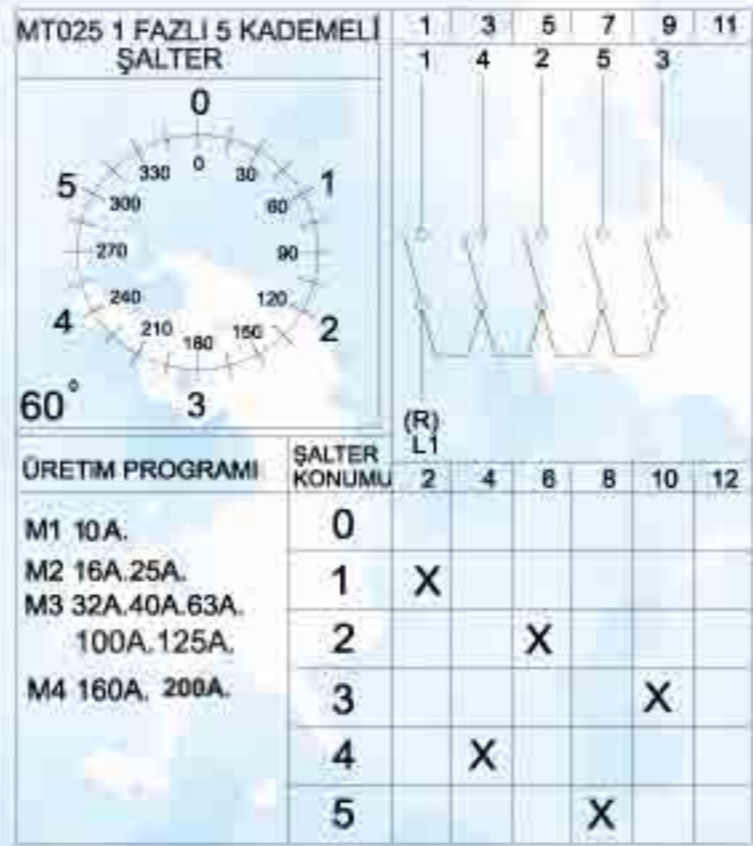 MT025 1 FAZLI 5 KADEMELİ
ŞALTER
1 3 5 7 9 11
1 4 2 5 3
0
0
330 30
5 1
300 60
270 90
240 120
4 2
210 150
180
60° 3
(R)
L1
ÜRETİM PROGRAMI
ŞALTER
KONUMU 2 4 6 8 10 12
M1 10A.
M2 16A.25A.
M3 32A.40A.63A.
100A.125A.
M4 160A. 200A.
0
1 X
2 X
3 X
4 X
5 X